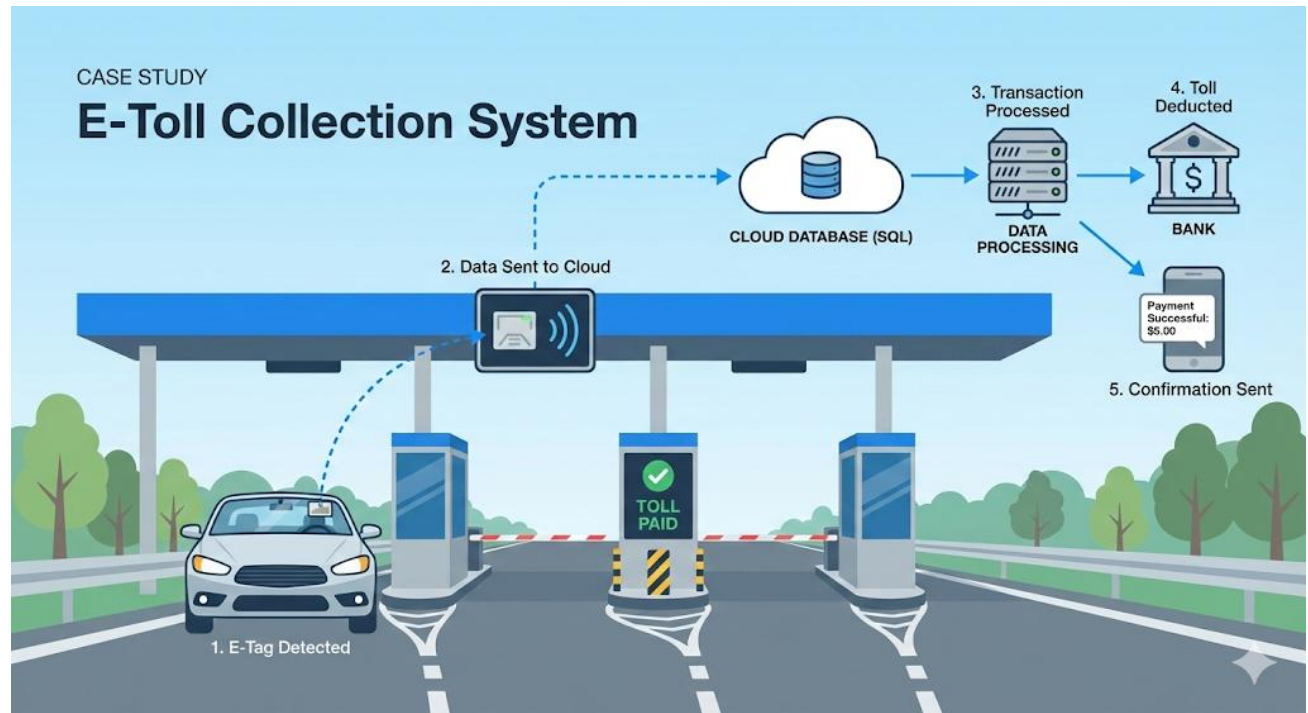 CASE STUDY
E-Toll Collection System
3. Transaction
Processed
4. Toll
Deducted
$
CLOUD DATABASE (SQL)
DATA
PROCESSING
BANK
2. Data Sent to Cloud
Payment
Successful:
$5.00
5. Confirmation Sent
TOLL
PAID
1. E-Tag Detected